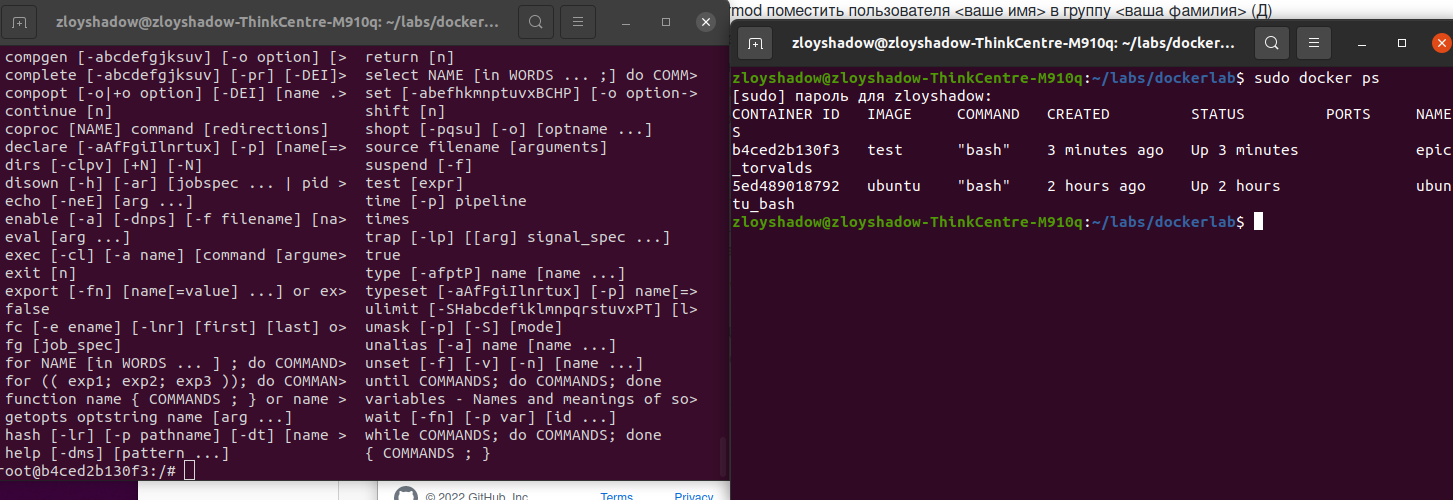 zloyshadow@zloyshadow-ThinkCentre-M910q: ~/labs/docker...
compgen [-abcdefgjksuv] [-o option] [> return [n]
complete [-abcdefgjksuv] [-pr] [-DEI]> select NAME [in WORDS ... ;] do COMM>
compopt [-o|+o option] [-DEI] [name .> set [-abefhkmnptuvxBCHP] [-o option->
continue [n] shift [n]
coproc [NAME] command [redirections] shopt [-pqsu] [-o] [optname ...]
declare [-aAfFgiIlnrtux] [-p] [name[=> source filename [arguments]
dirs [-clpv] [+N] [-N] suspend [-f]
disown [-h] [-ar] [jobspec ... | pid > test [expr]
echo [-neE] [arg ...] time [-p] pipeline
enable [-a] [-dnps] [-f filename] [na> times
eval [arg ...] trap [-lp] [[arg] signal_spec ...]
exec [-cl] [-a name] [command [argume> true
exit [n] type [-afptP] name [name ...]
export [-fn] [name[=value] ...] or ex> typeset [-aAfFgiIlnrtux] [-p] name[=>
false ulimit [-SHabcdefiklmnpqrstuvxPT] [l>
fc [-e ename] [-lnr] [first] [last] o> umask [-p] [-S] [mode]
fg [job_spec] unalias [-a] name [name ...]
for NAME [in WORDS ... ] ; do COMMAND> unset [-f] [-v] [-n] [name ...]
for (( exp1; exp2; exp3 )); do COMMAN> until COMMANDS; do COMMANDS; done
function name { COMMANDS ; } or name > variables - Names and meanings of so>
getopts optstring name [arg ...] wait [-fn] [-p var] [id ...]
hash [-lr] [-p pathname] [-dt] [name > while COMMANDS; do COMMANDS; done
help [-dms] [pattern ...] { COMMANDS ; }
root@b4ced2b130f3:/#
© 2022 GitHub, Inc. Terms Privacy
mod поместить пользователя <ваше имя> в группу <ваша фамилия> (Д)
zloyshadow@zloyshadow-ThinkCentre-M910q: ~/labs/docker...
zloyshadow@zloyshadow-ThinkCentre-M910q:~/labs/dockerlab$ sudo docker ps
[sudo] пароль для zloyshadow:
CONTAINER ID IMAGE COMMAND CREATED STATUS PORTS NAME
S
b4ced2b130f3 test "bash" 3 minutes ago Up 3 minutes epic
_torvalds
5ed489018792 ubuntu "bash" 2 hours ago Up 2 hours ubun
tu_bash
zloyshadow@zloyshadow-ThinkCentre-M910q:~/labs/dockerlab$